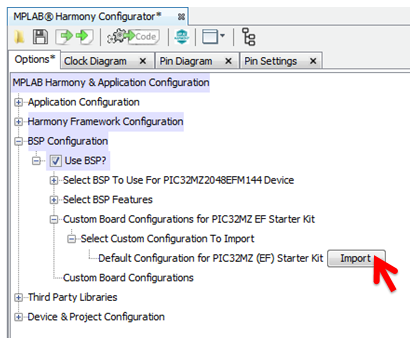 MPLAB® Harmony Configurator*
Code
Options* Clock Diagram Pin Diagram Pin Settings
MPLAB Harmony & Application Configuration
Application Configuration
Harmony Framework Configuration
BSP Configuration
Use BSP?
Select BSP To Use For PIC32MZ2048EFM144 Device
Select BSP Features
Custom Board Configurations for PIC32MZ EF Starter Kit
Select Custom Configuration To Import
Default Configuration for PIC32MZ (EF) Starter Kit Import
Custom Board Configurations
Third Party Libraries
Device & Project Configuration